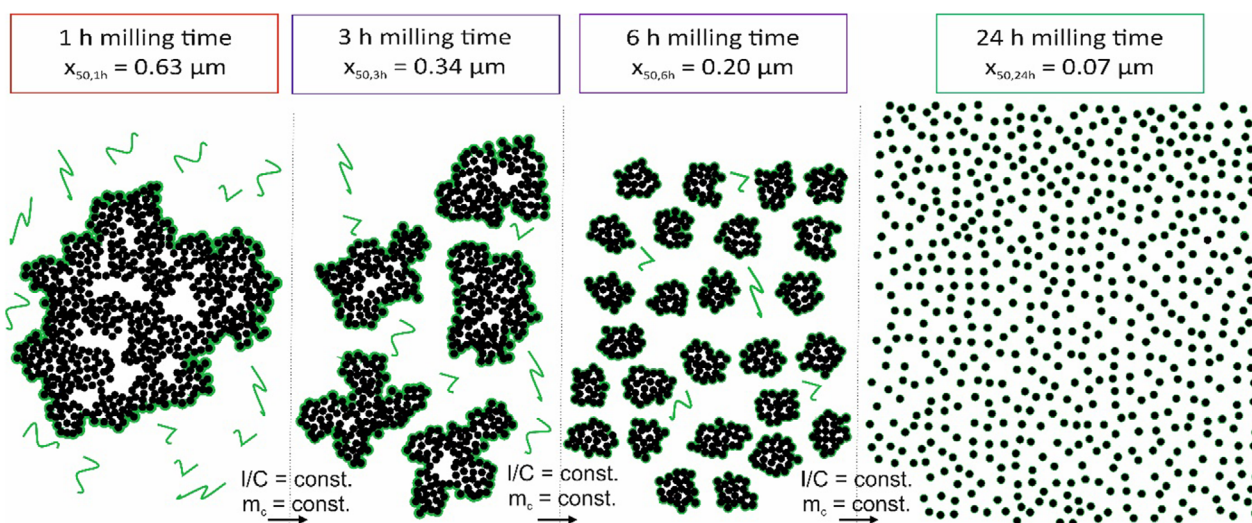 1 h milling time
x50,1h = 0.63 μm
3 h milling time
x50,3h = 0.34 μm
6 h milling time
x50,6h = 0.20 μm
24 h milling time
x50,24h = 0.07 μm
I/C = const.
mc = const.
I/C = const.
mc = const.
I/C = const.
mc = const.